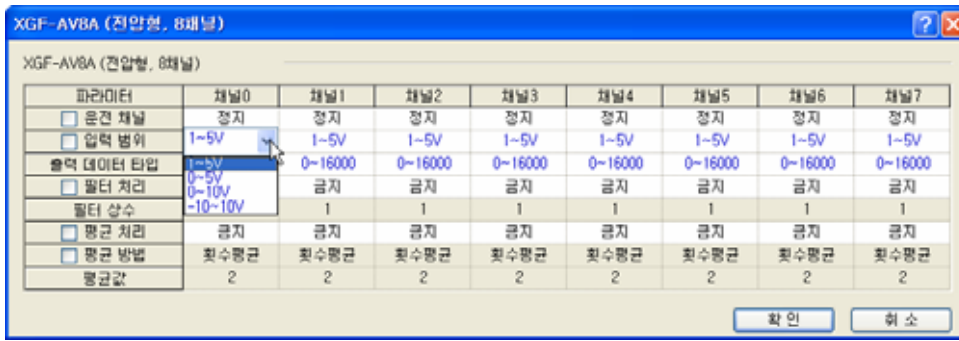 XGF-AV8A (전압형, 8채널)
XGF-AV8A (전압형, 8채널)
파라미터 채널0 채널1 채널2 채널3 채널4 채널5 채널6 채널7
운전 채널 정지 정지 정지 정지 정지 정지 정지 정지
입력 범위 1~5V 1~5V 1~5V 1~5V 1~5V 1~5V 1~5V 1~5V
출력 데이터 타입 1~5V 0~16000 0~16000 0~16000 0~16000 0~16000 0~16000 0~16000
0~5V
필터 처리 0~10V 금지 금지 금지 금지 금지 금지 금지
-10~10V
필터 상수 1 1 1 1 1 1 1
평균 처리 금지 금지 금지 금지 금지 금지 금지 금지
평균 방법 횟수평균 횟수평균 횟수평균 횟수평균 횟수평균 횟수평균 횟수평균 횟수평균
평균값 2 2 2 2 2 2 2 2
확인 취소